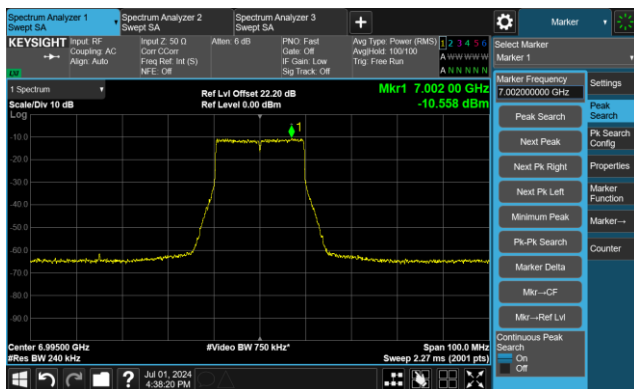 Spectrum Analyzer 1
Swept SA
Spectrum Analyzer 2
Swept SA
Spectrum Analyzer 3
Swept SA
+
Marker
KEYSIGHT
Input: RF
Coupling: AC
Align: Auto
Input Z: 50 Ω
Corr CCorr
Freq Ref: Int (S)
NFE: Off
Atten: 6 dB
PNO: Fast
Gate: Off
IF Gain: Low
Sig Track: Off
Avg Type: Power (RMS)
Avg|Hold: 100/100
Trig: Free Run
1 2 3 4 5 6
A W W W W W
A N N N N N
Select Marker
Marker 1
1 Spectrum
Scale/Div 10 dB
Log
Ref Lvl Offset 22.20 dB
Ref Level 0.00 dBm
Mkr1 7.002 00 GHz
-10.558 dBm
1
-10.0
-20.0
-30.0
-40.0
-50.0
-60.0
-70.0
-80.0
-90.0
Center 6.99500 GHz
#Res BW 240 kHz
#Video BW 750 kHz*
Span 100.0 MHz
Sweep 2.27 ms (2001 pts)
Marker Frequency
7.002000000 GHz
Peak Search
Next Peak
Next Pk Right
Next Pk Left
Minimum Peak
Pk-Pk Search
Marker Delta
Mkr→CF
Mkr→Ref Lvl
Continuous Peak
Search
On
Off
Settings
Peak
Search
Pk Search
Config
Properties
Marker
Function
Marker→
Counter
?
Jul 01, 2024
4:38:20 PM